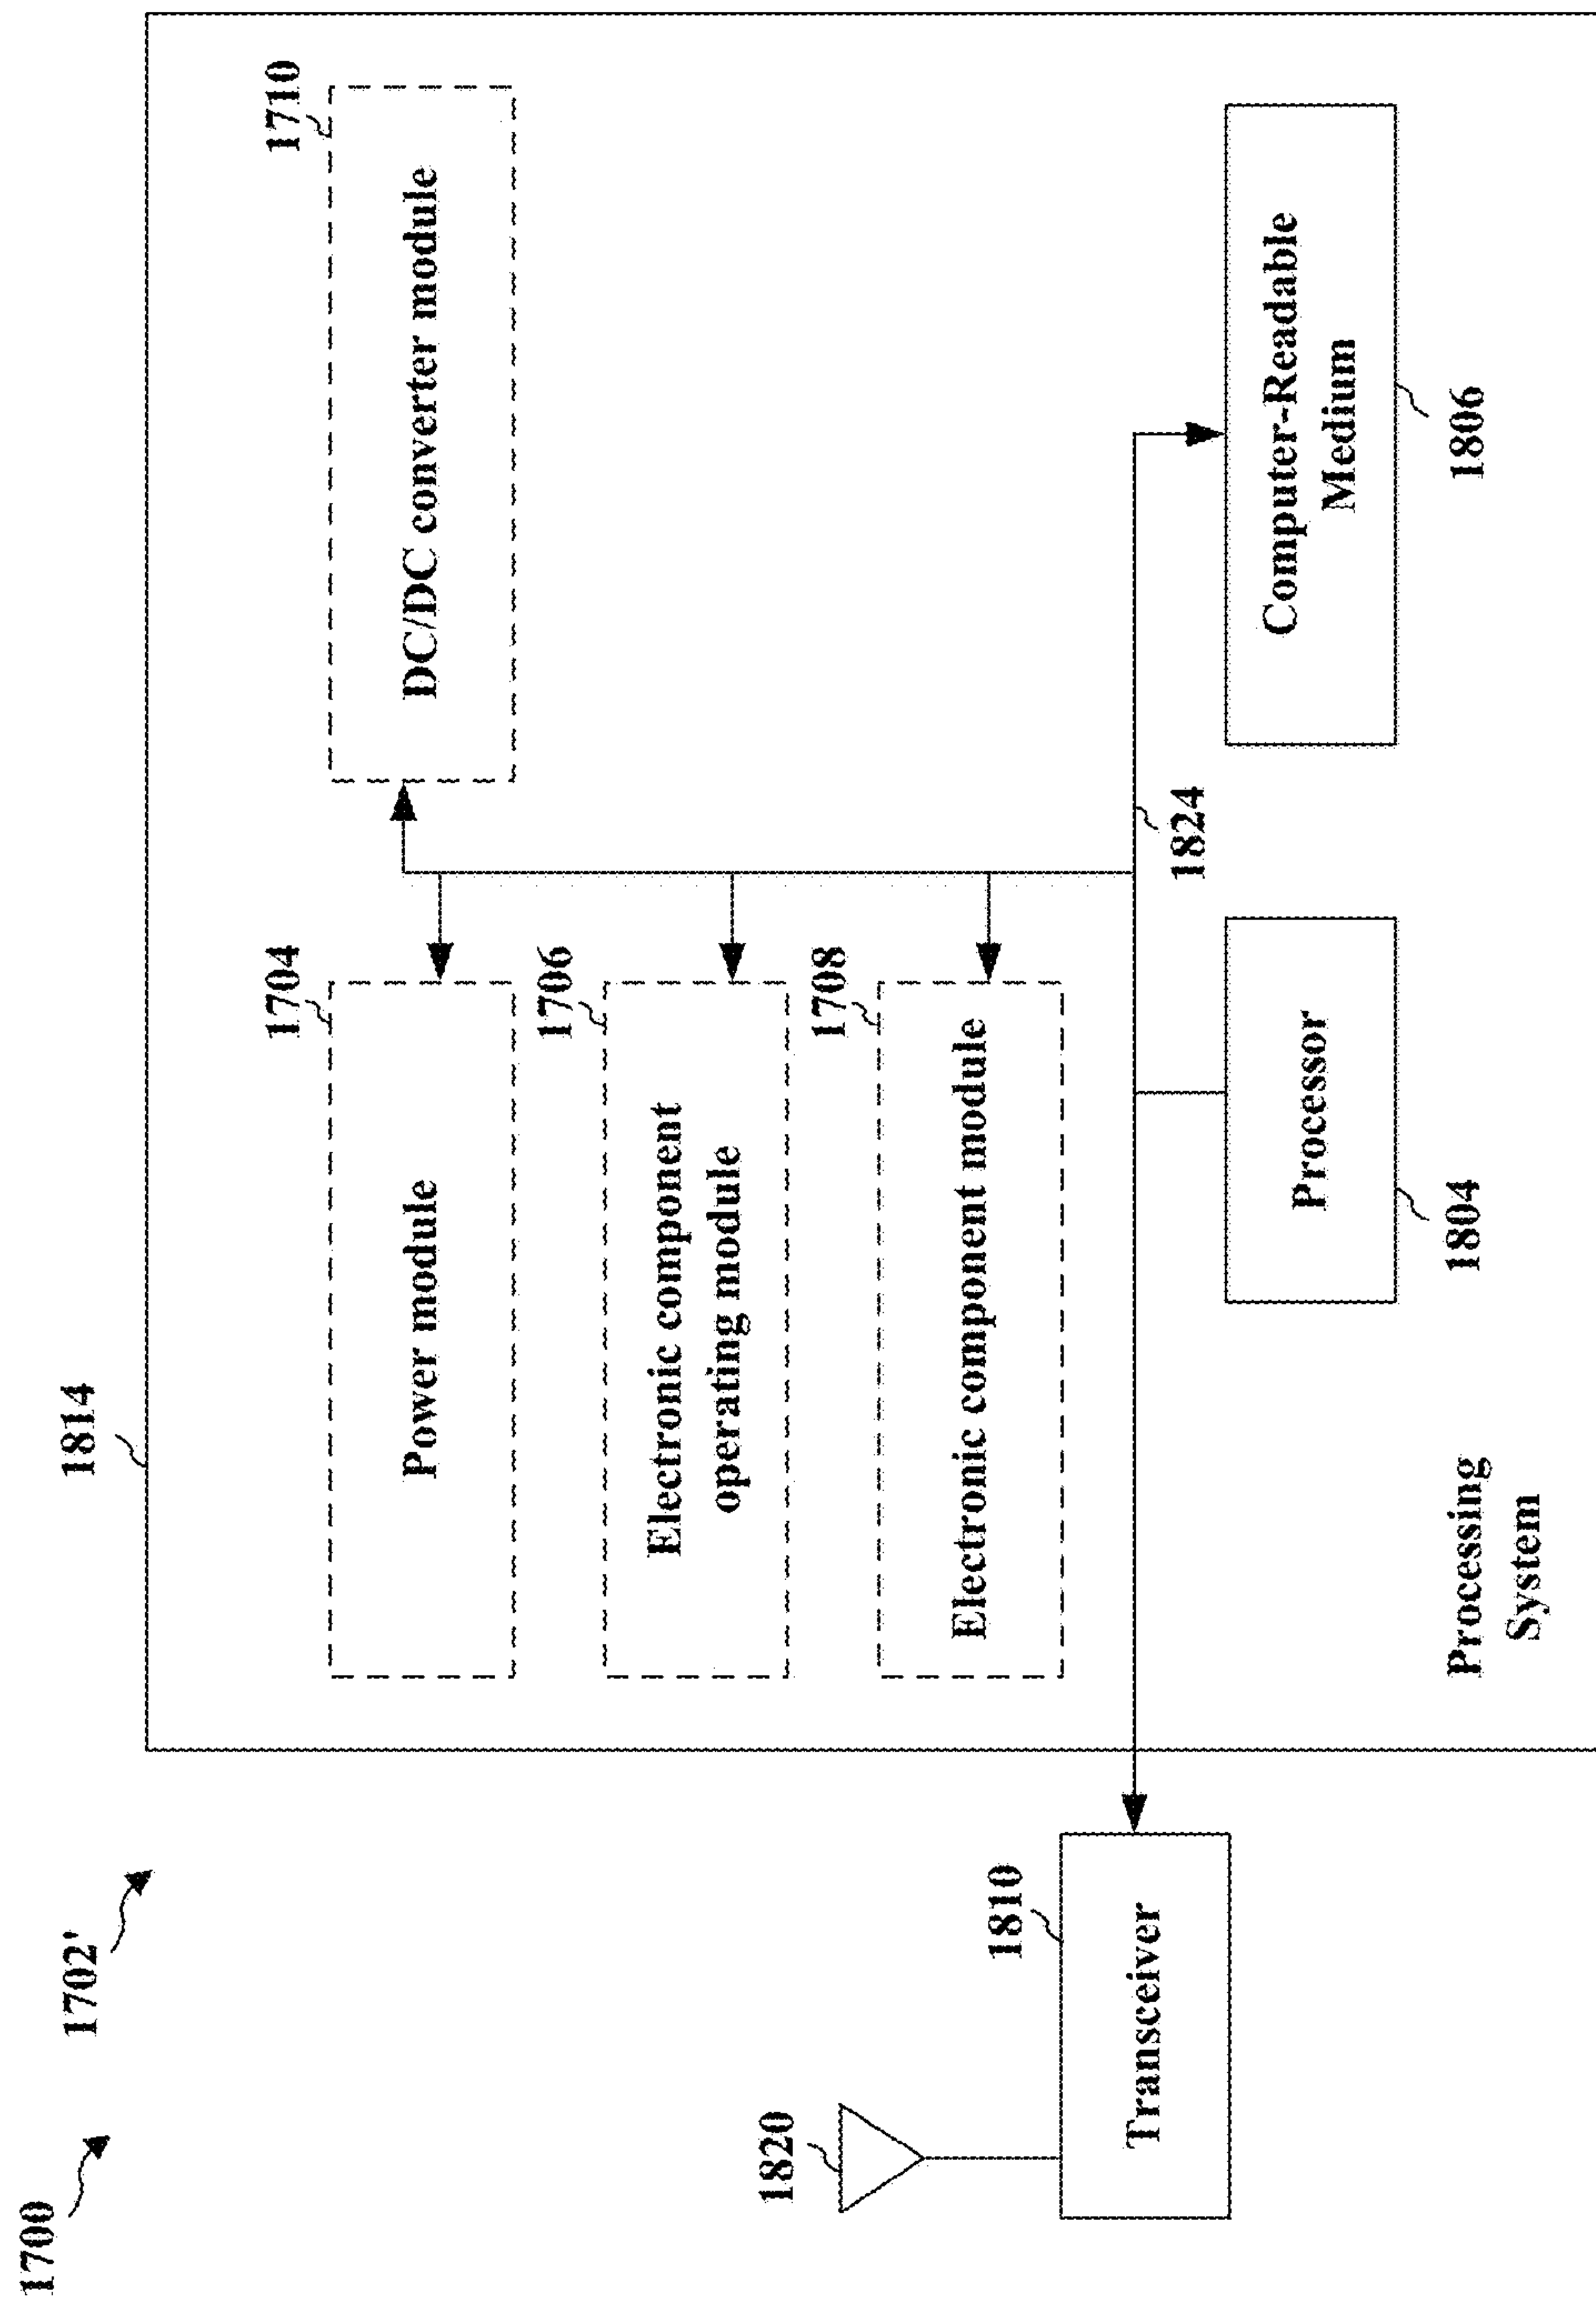 1700
1702'
1814
1704
Power module
1710
DC/DC converter module
1706
Electronic component
operating module
1820
1708
Electronic component module
1810
Transceiver
1824
Processor
Computer-Readable
Medium
1804
1806
Processing
System